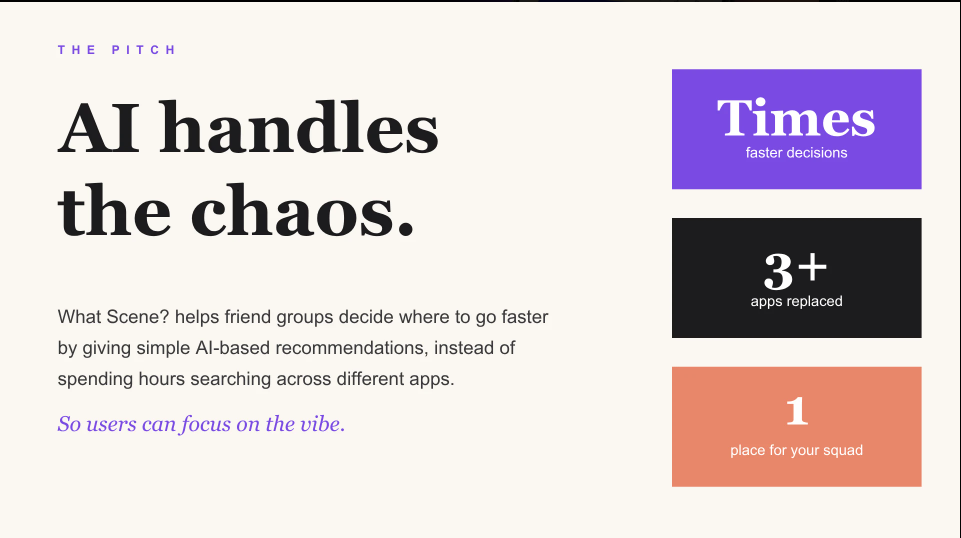 THE PITCH
AI handles
the chaos.
What Scene? helps friend groups decide where to go faster
by giving simple AI-based recommendations, instead of
spending hours searching across different apps.
So users can focus on the vibe.
Times
faster decisions
3+
apps replaced
1
place for your squad